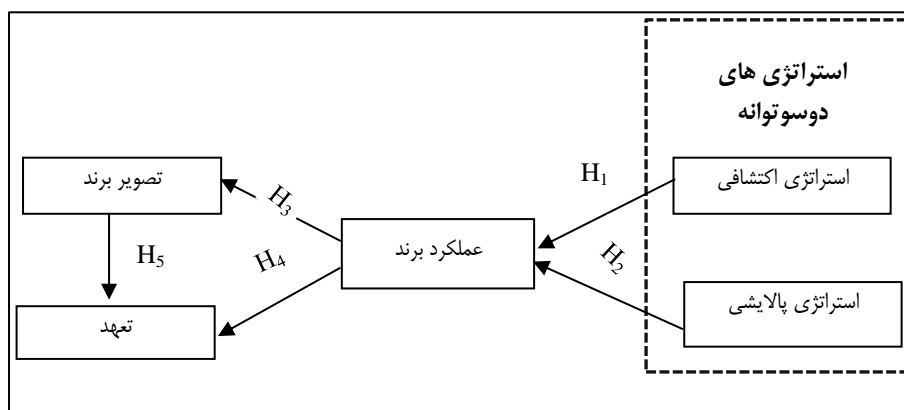 استراتژی های
دوسوتوانه
استراتژی اکتشافی
H1
تصویر برند
H3
عملکرد برند
H2
H4
H5
استراتژی پالایشی
تعهد